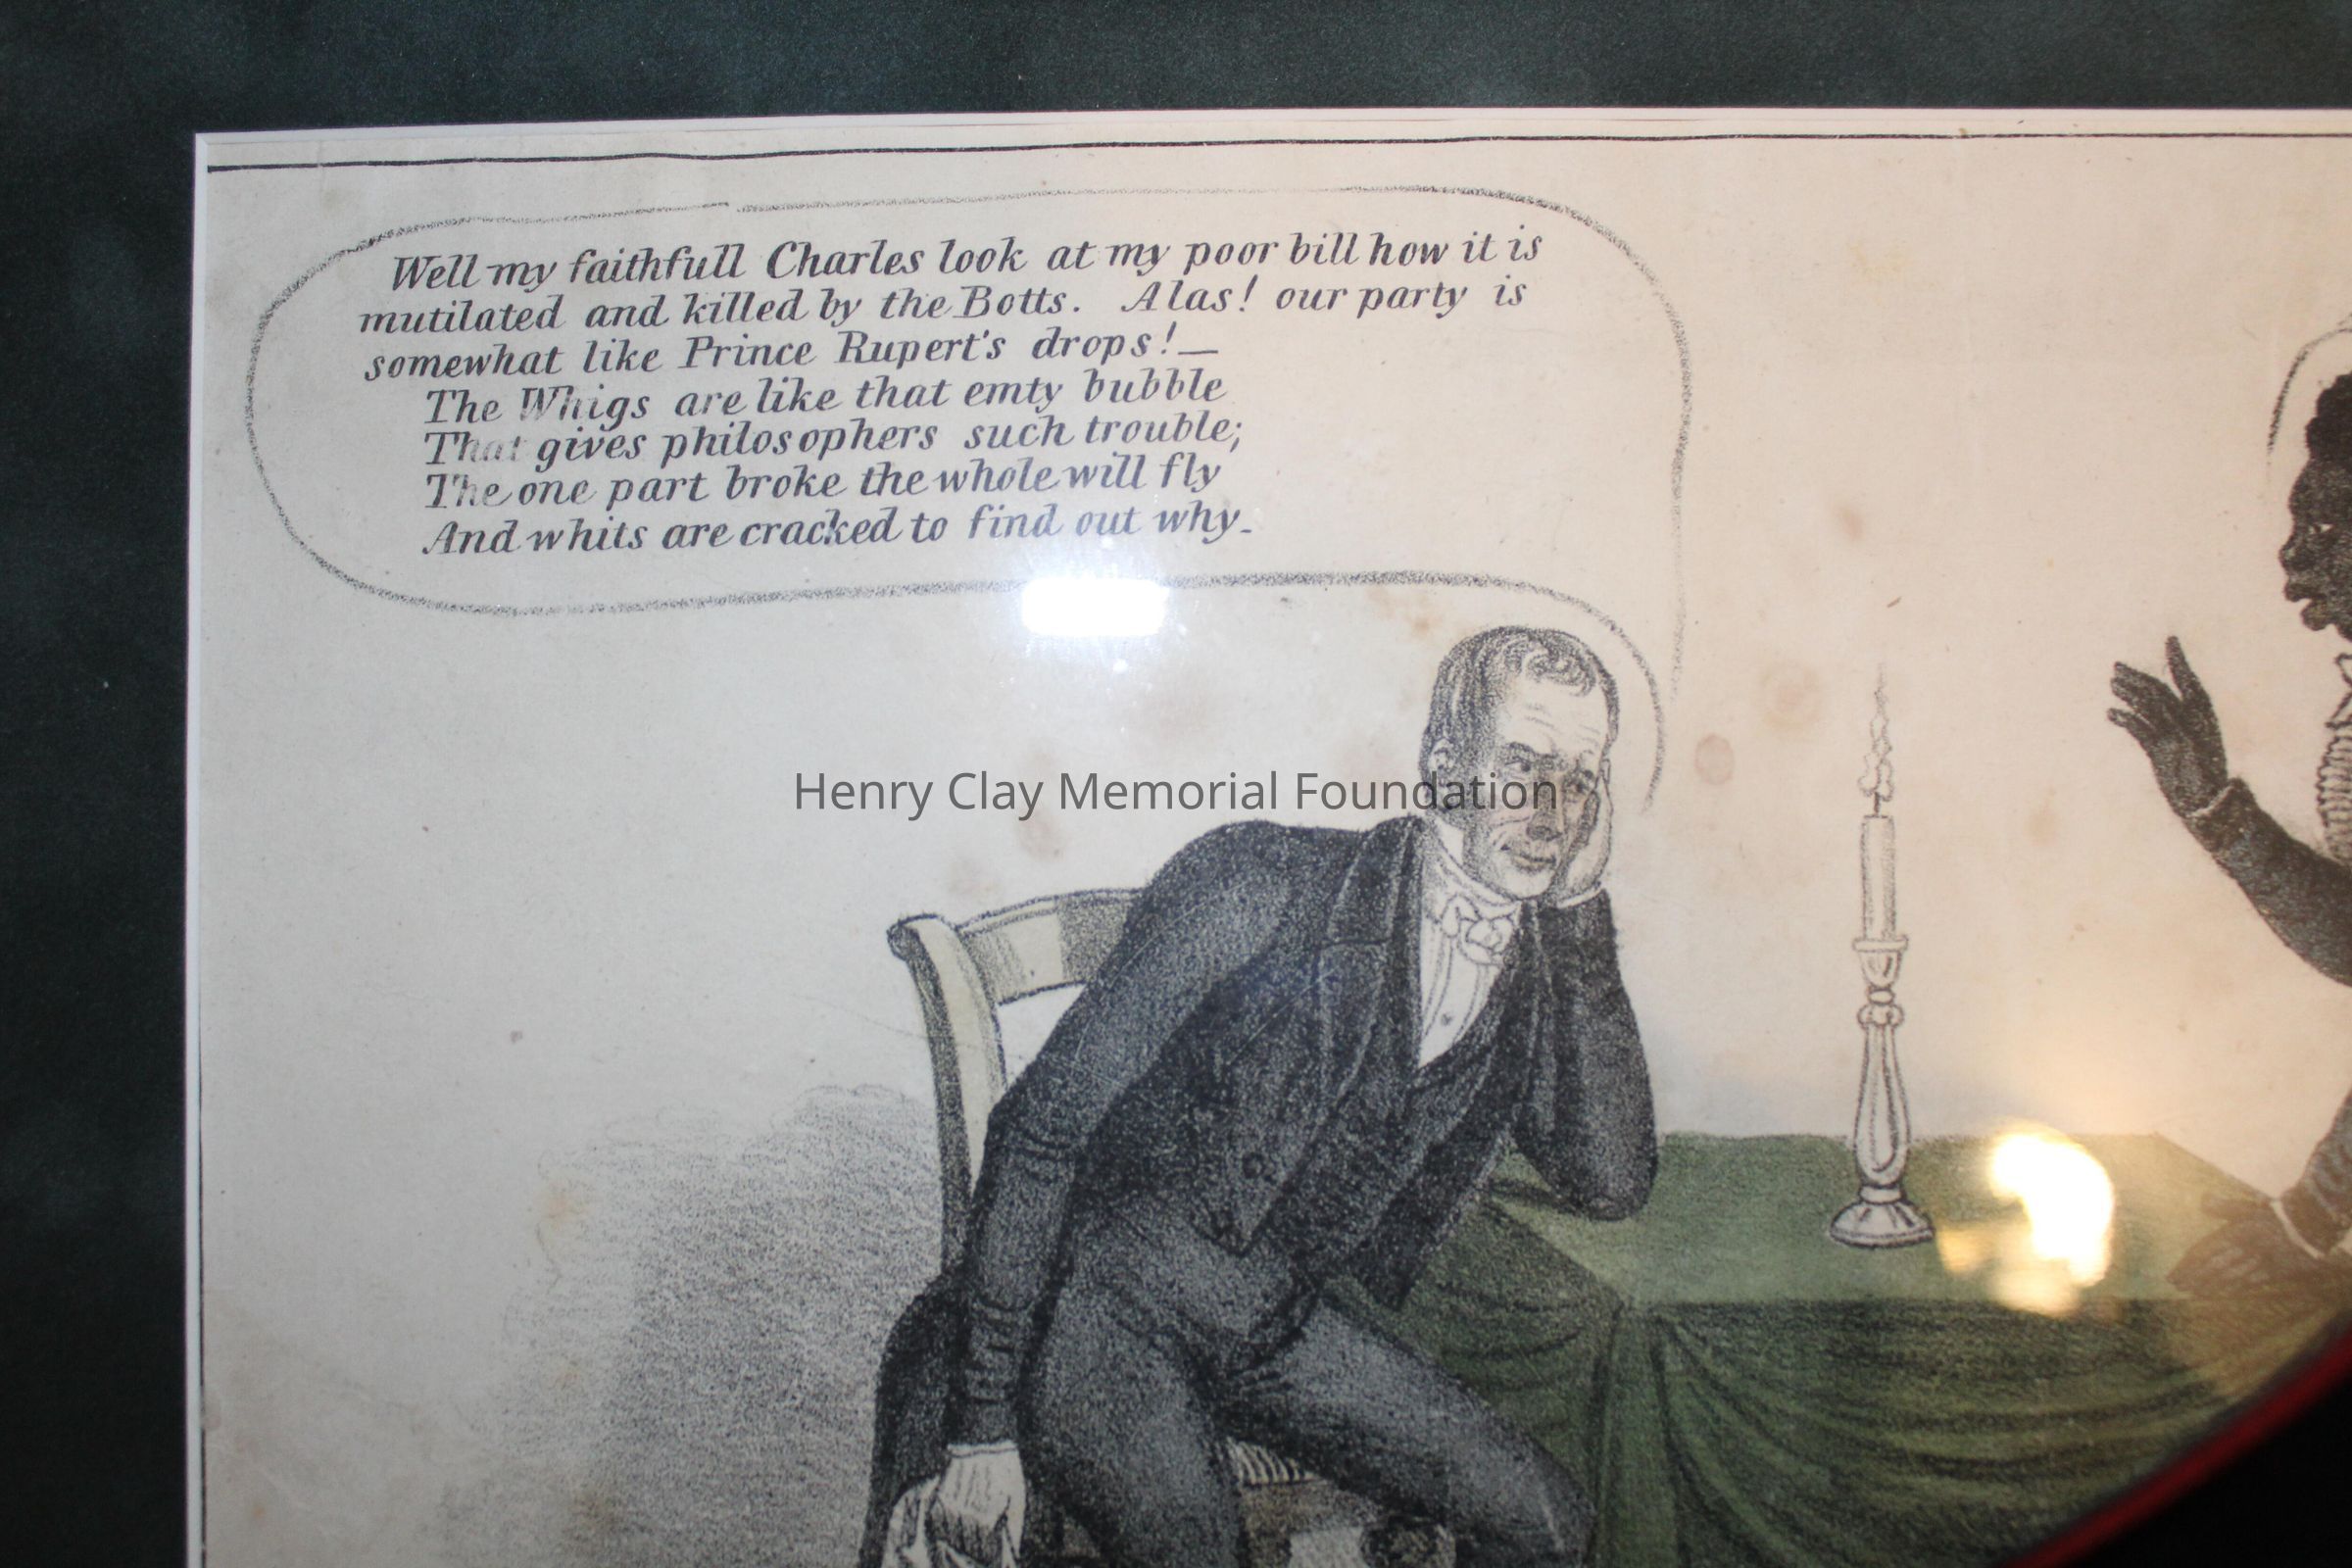 Well my faithfull Charles look at my poor bill how it is
mutilated and killed by the Botts. Alas! our party is
somewhat like Prince Rupert's drops!—
The Whigs are like that emty bubble
That gives philosophers such trouble;
The one part broke the whole will fly
And whits are cracked to find out why-
Henry Clay Memorial Foundation